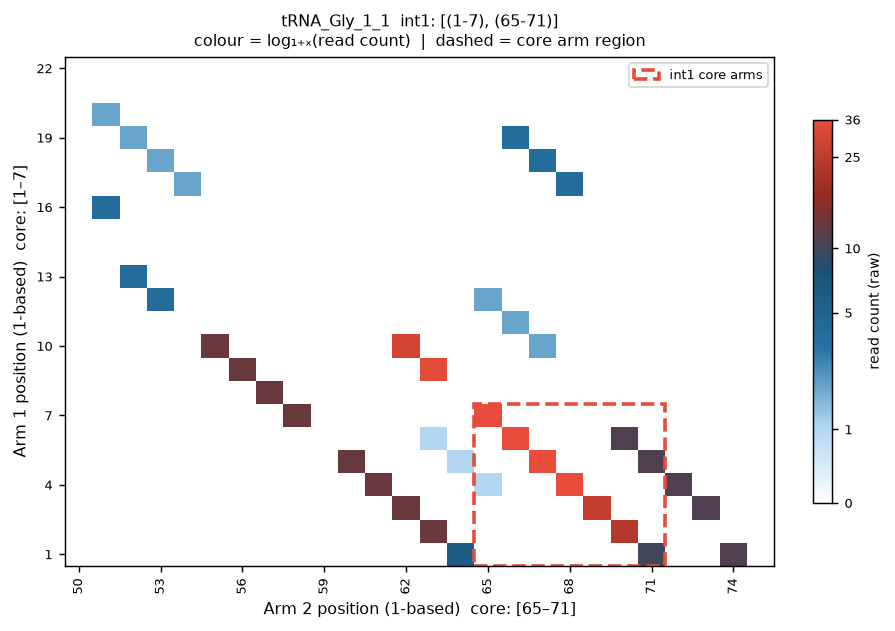 tRNA_Gly_1_1  int1: [(1-7), (65-71)]
colour = log₁₊ₓ(read count)  |  dashed = core arm region
int1 core arms
Arm 1 position (1-based)  core: [1–7]
22
19
16
13
10
7
4
1
50 53 56 59 62 65 68 71 74
Arm 2 position (1-based)  core: [65–71]
36
25
10
5
1
0
read count (raw)